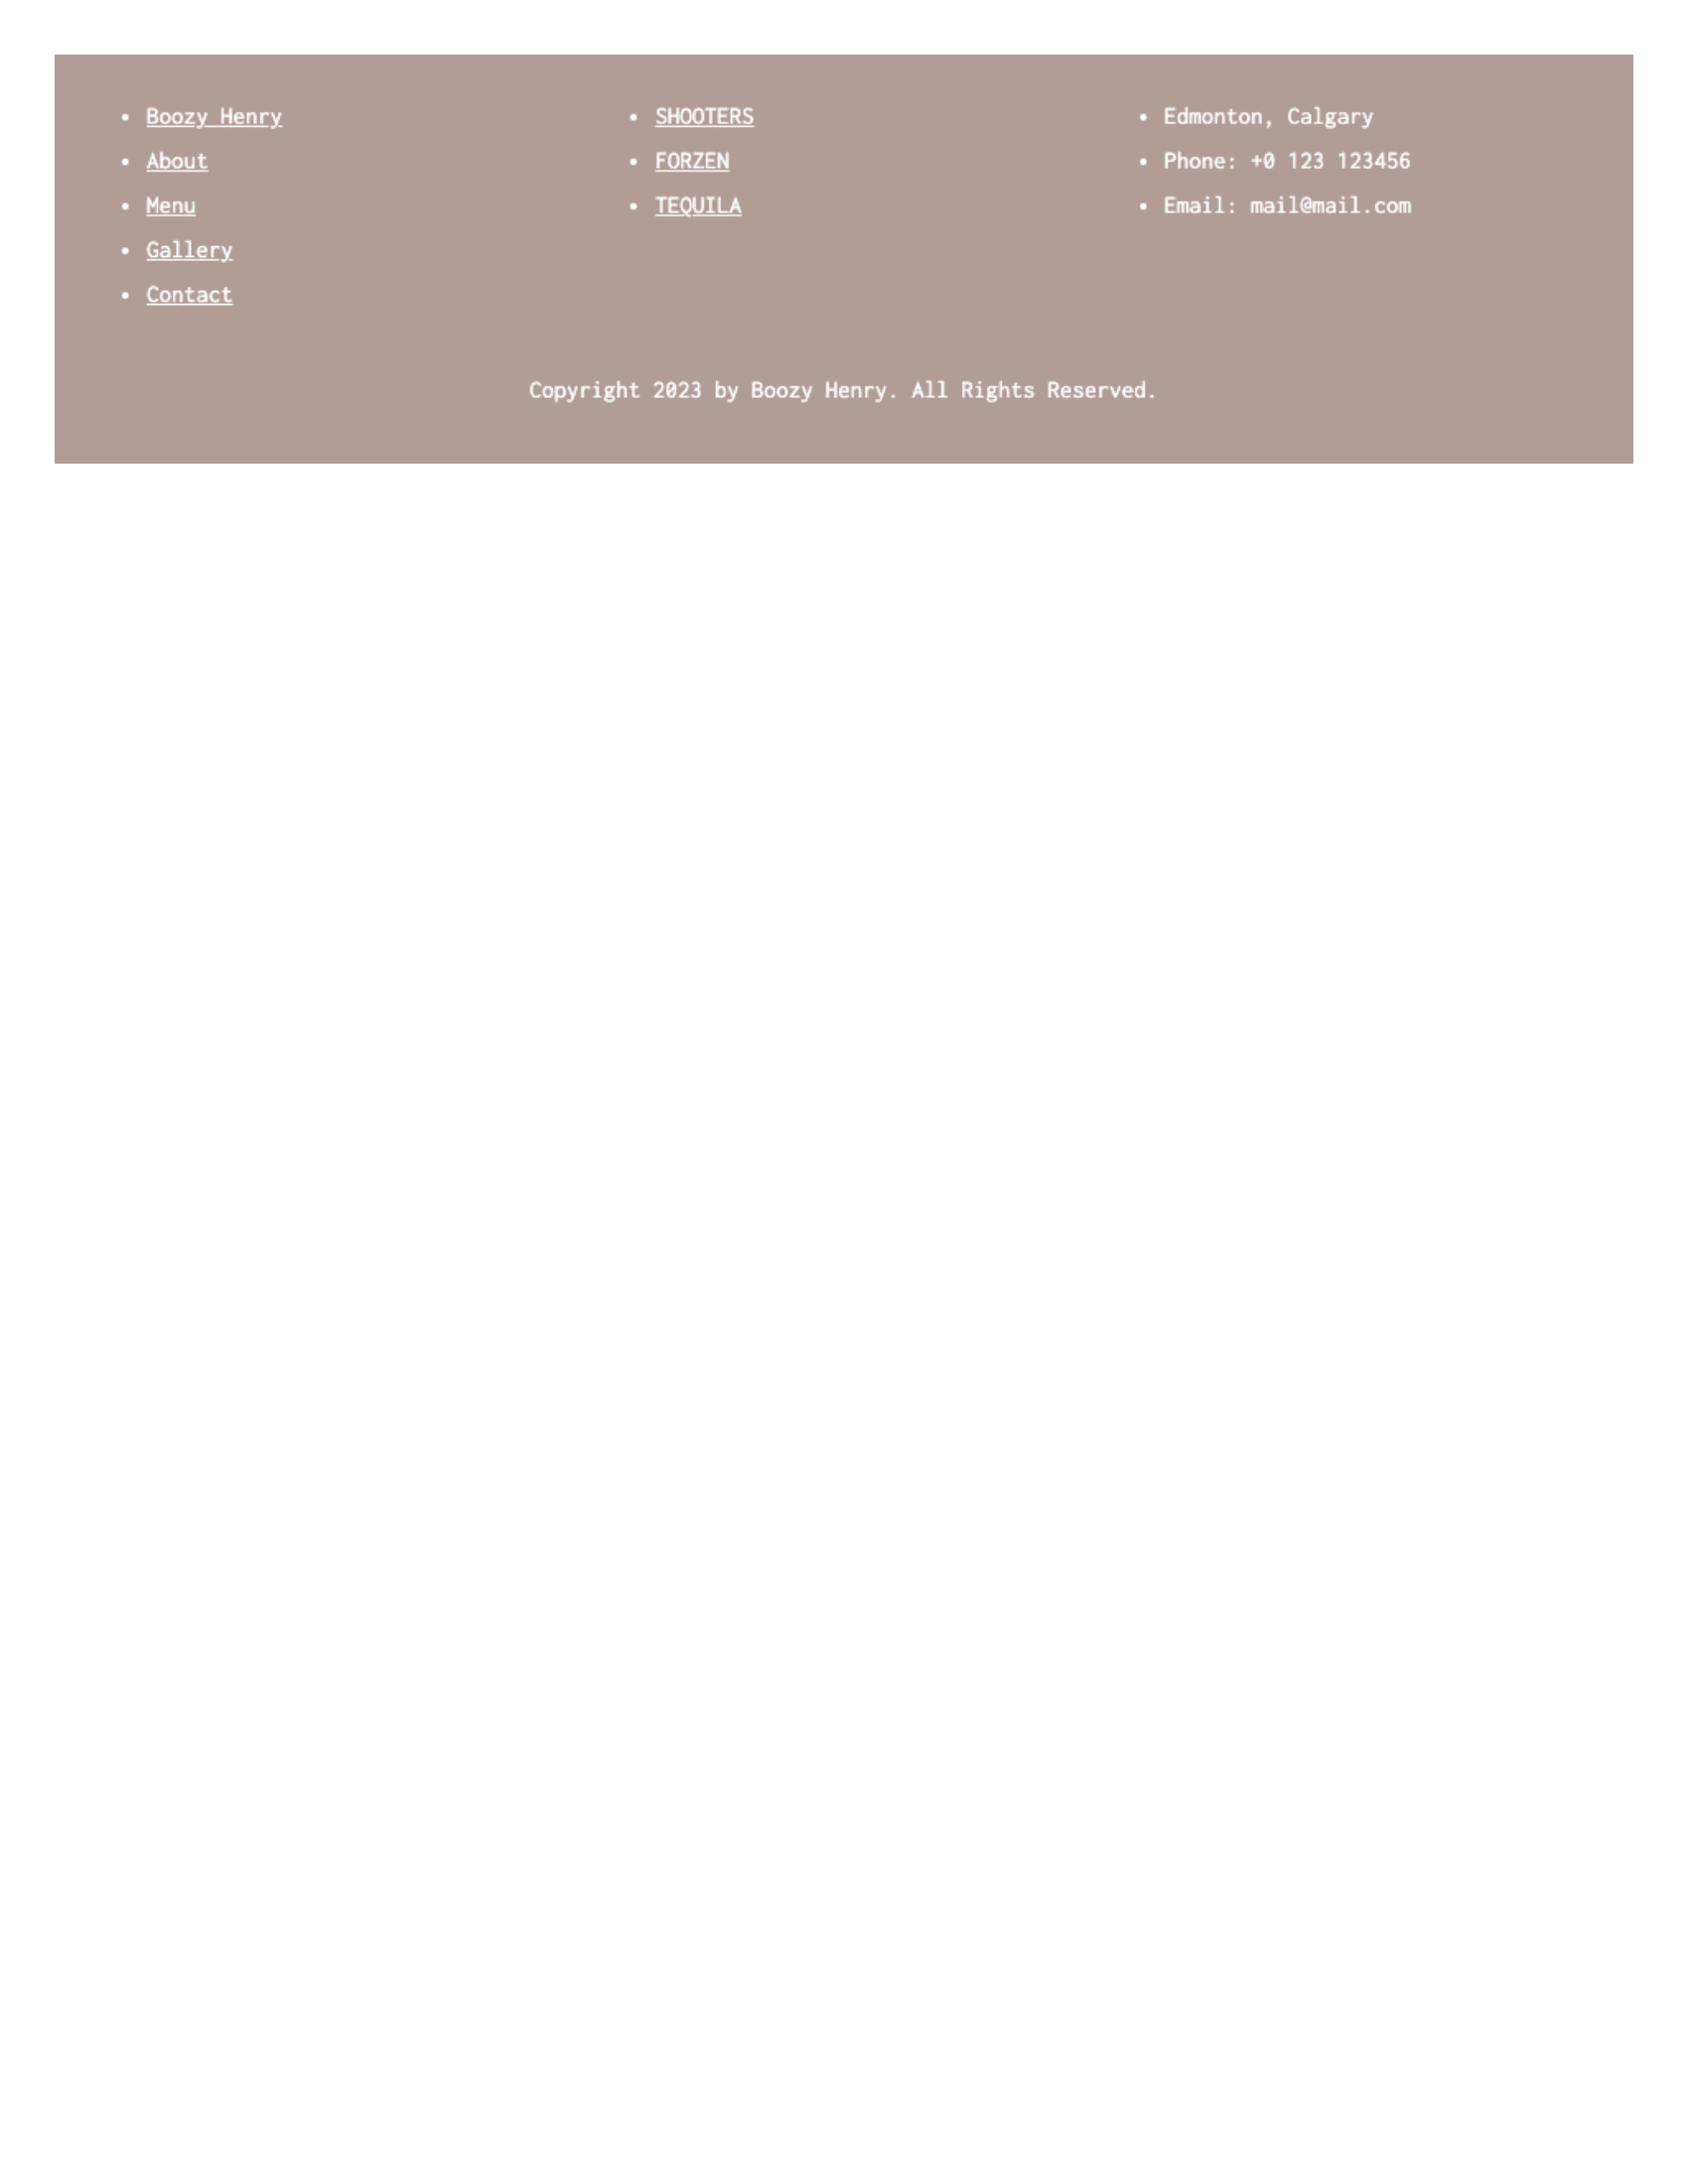 Boozy Henry
About
Menu
Gallery
Contact
SHOOTERS
FORZEN
TEQUILA
Edmonton, Calgary
Phone: +0 123 123456
Email: mail@mail.com
Copyright 2023 by Boozy Henry. All Rights Reserved.